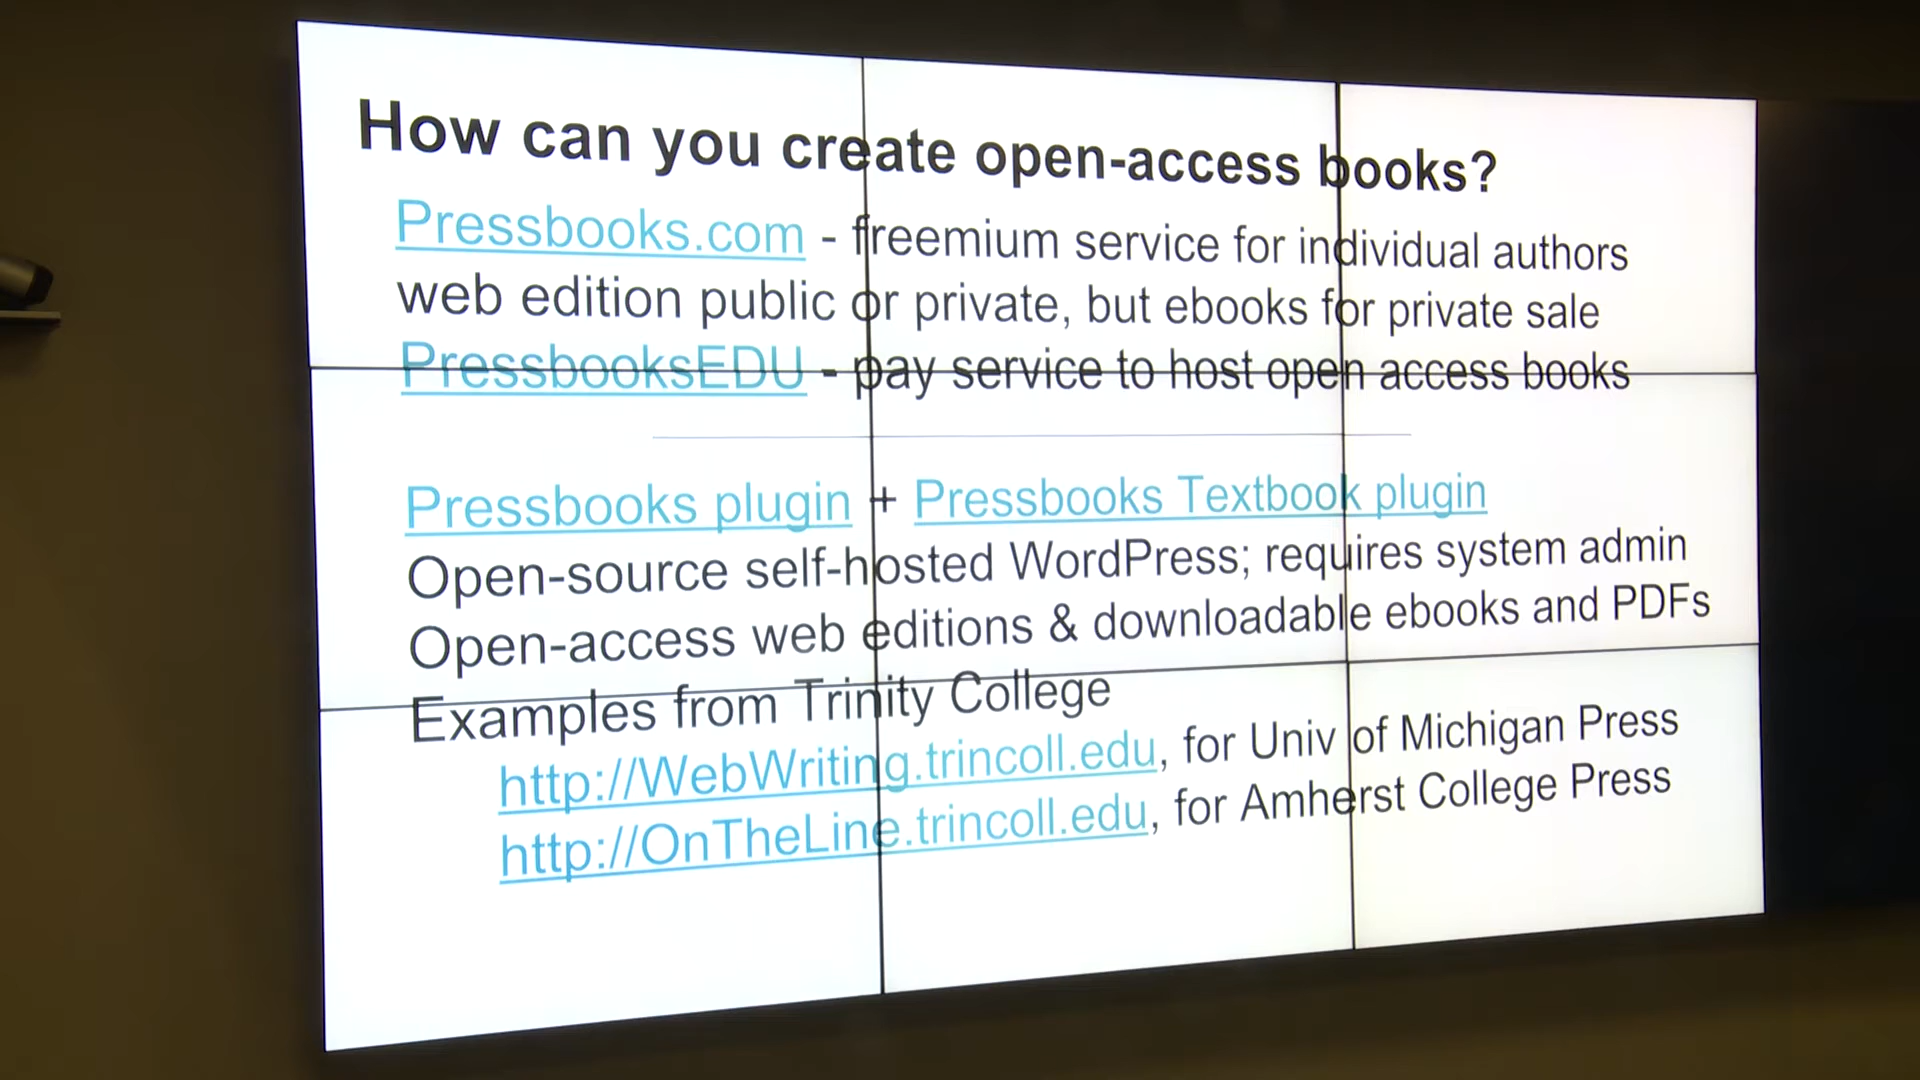 How can you create open-access books?
Pressbooks.com - freemium service for individual authors
web edition public or private, but ebooks for private sale
PressbooksEDU - pay service to host open access books
Pressbooks plugin + Pressbooks Textbook plugin
Open-source self-hosted WordPress; requires system admin
Open-access web editions & downloadable ebooks and PDFs
Examples from Trinity College
http://WebWriting.trincoll.edu, for Univ of Michigan Press
http://OnTheLine.trincoll.edu, for Amherst College Press